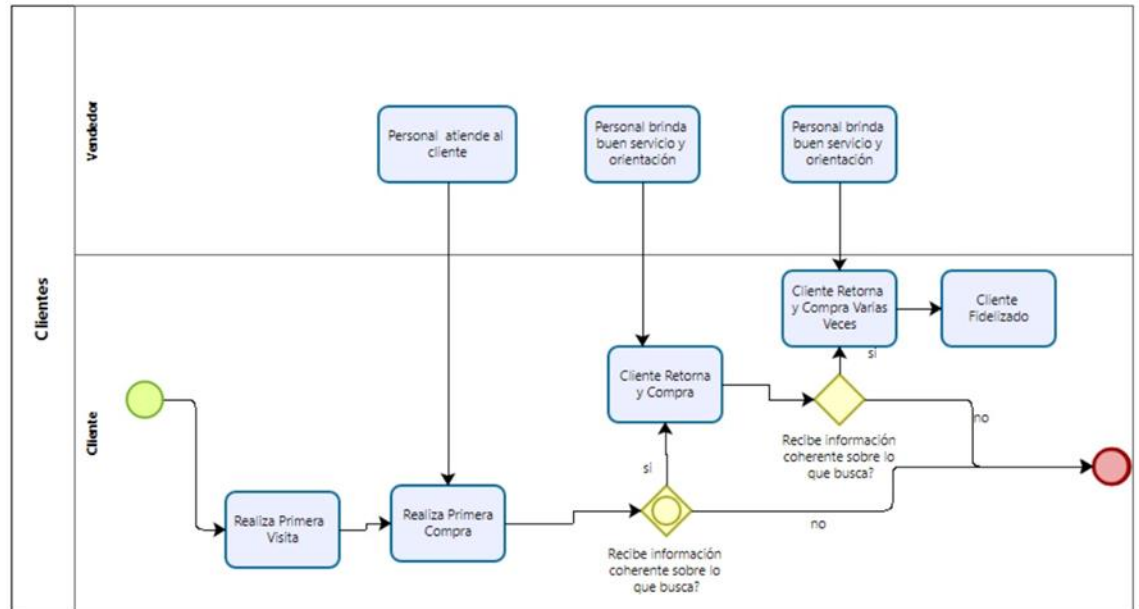 Clientes
Vendedor
Personal atiende al
cliente
Personal brinda
buen servicio y
orientación
Personal brinda
buen servicio y
orientación
Cliente
Realiza Primera
Visita
Realiza Primera
Compra
Recibe información
coherente sobre lo
que busca?
si
no
Cliente Retorna
y Compra
Recibe información
coherente sobre lo
que busca?
si
no
Cliente Retorna
y Compra Varias
Veces
Cliente
Fidelizado